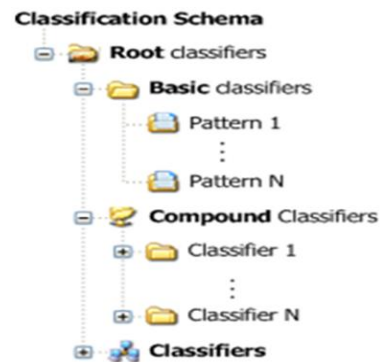 Classification Schema
Root classifiers
Basic classifiers
Pattern 1
⋮
Pattern N
Compound Classifiers
Classifier 1
⋮
Classifier N
Classifiers